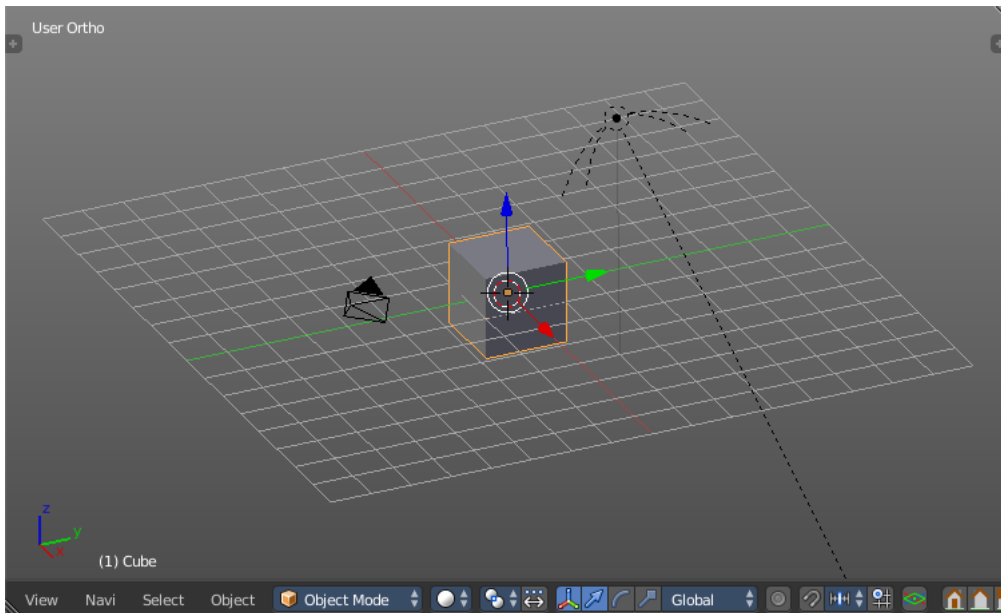 User Ortho
z
y
x
(1) Cube
View Navi Select Object Object Mode Global